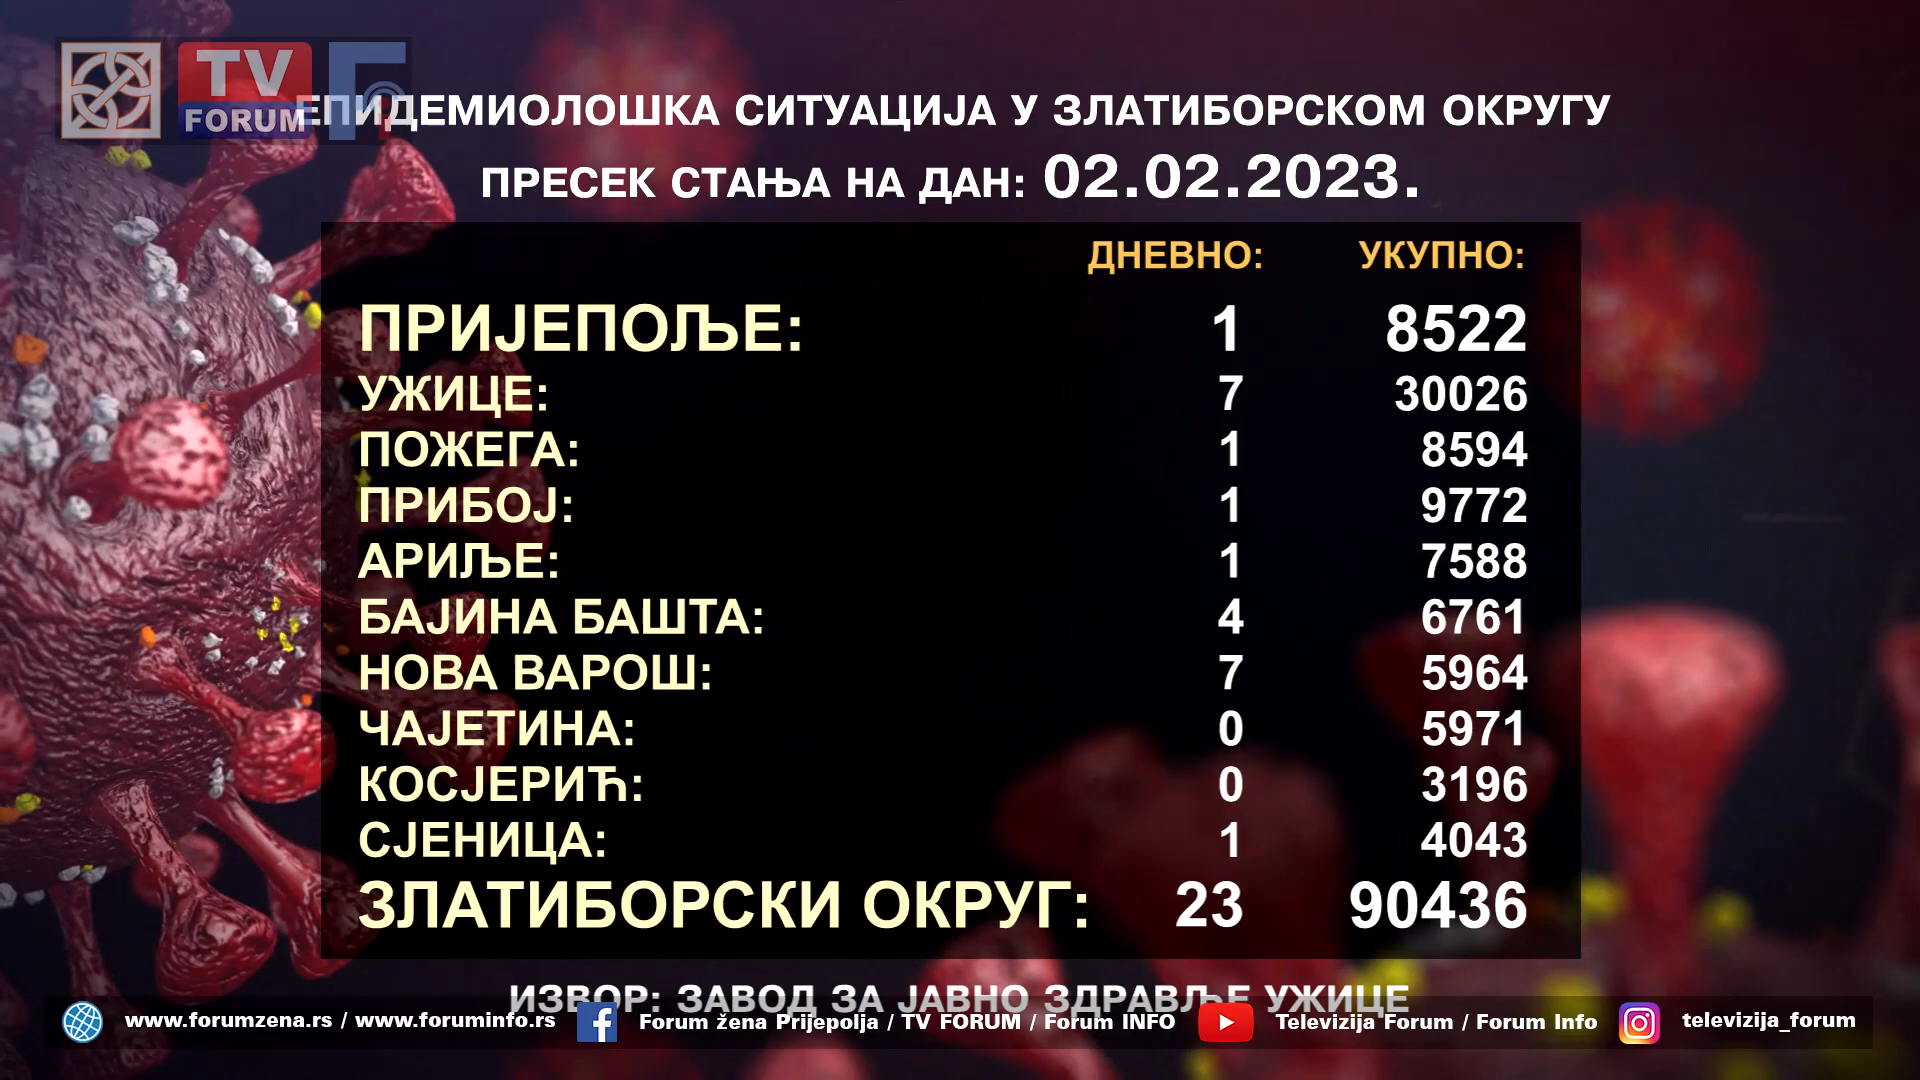 TV
FORUM
ЕПИДЕМИОЛОШКА СИТУАЦИЈА У ЗЛАТИБОРСКОМ ОКРУГУ
ПРЕСЕК СТАЊА НА ДАН: 02.02.2023.
ДНЕВНО: УКУПНО:
ПРИЈЕПОЉЕ: 1 8522
УЖИЦЕ: 7 30026
ПОЖЕГА: 1 8594
ПРИБОЈ: 1 9772
АРИЉЕ: 1 7588
БАЈИНА БАШТА: 4 6761
НОВА ВАРОШ: 7 5964
ЧАЈЕТИНА: 0 5971
КОСЈЕРИЋ: 0 3196
СЈЕНИЦА: 1 4043
ЗЛАТИБОРСКИ ОКРУГ: 23 90436
ИЗВОР: ЗАВОД ЗА ЈАВНО ЗДРАВЉЕ УЖИЦЕ
www.forumzena.rs / www.foruminfo.rs Forum žena Prijepolja / TV FORUM / Forum INFO Televizija Forum / Forum Info televizija_forum